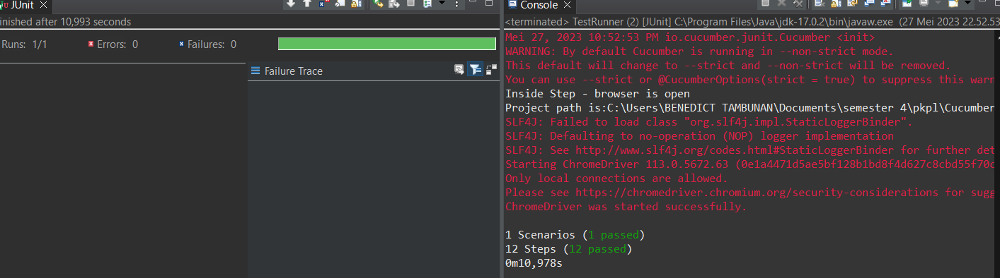 JUnit
inished after 10,993 seconds
Runs: 1/1 Errors: 0 Failures: 0
Failure Trace
Console
<terminated> TestRunner (2) [JUnit] C:\Program Files\Java\jdk-17.0.2\bin\javaw.exe (27 Mei 2023 22.52.53
Mei 27, 2023 10:52:53 PM io.cucumber.junit.Cucumber <init>
WARNING: By default Cucumber is running in --non-strict mode.
This default will change to --strict and --non-strict will be removed.
You can use --strict or @CucumberOptions(strict = true) to suppress this warn
Inside Step - browser is open
Project path is:C:\Users\BENEDICT TAMBUNAN\Documents\semester 4\pkpl\Cucumber
SLF4J: Failed to load class "org.slf4j.impl.StaticLoggerBinder".
SLF4J: Defaulting to no-operation (NOP) logger implementation
SLF4J: See http://www.slf4j.org/codes.html#StaticLoggerBinder for further det
Starting ChromeDriver 113.0.5672.63 (0e1a4471d5ae5bf128b1bd8f4d627c8cbd55f70c
Only local connections are allowed.
Please see https://chromedriver.chromium.org/security-considerations for sugg
ChromeDriver was started successfully.
1 Scenarios (1 passed)
12 Steps (12 passed)
0m10,978s